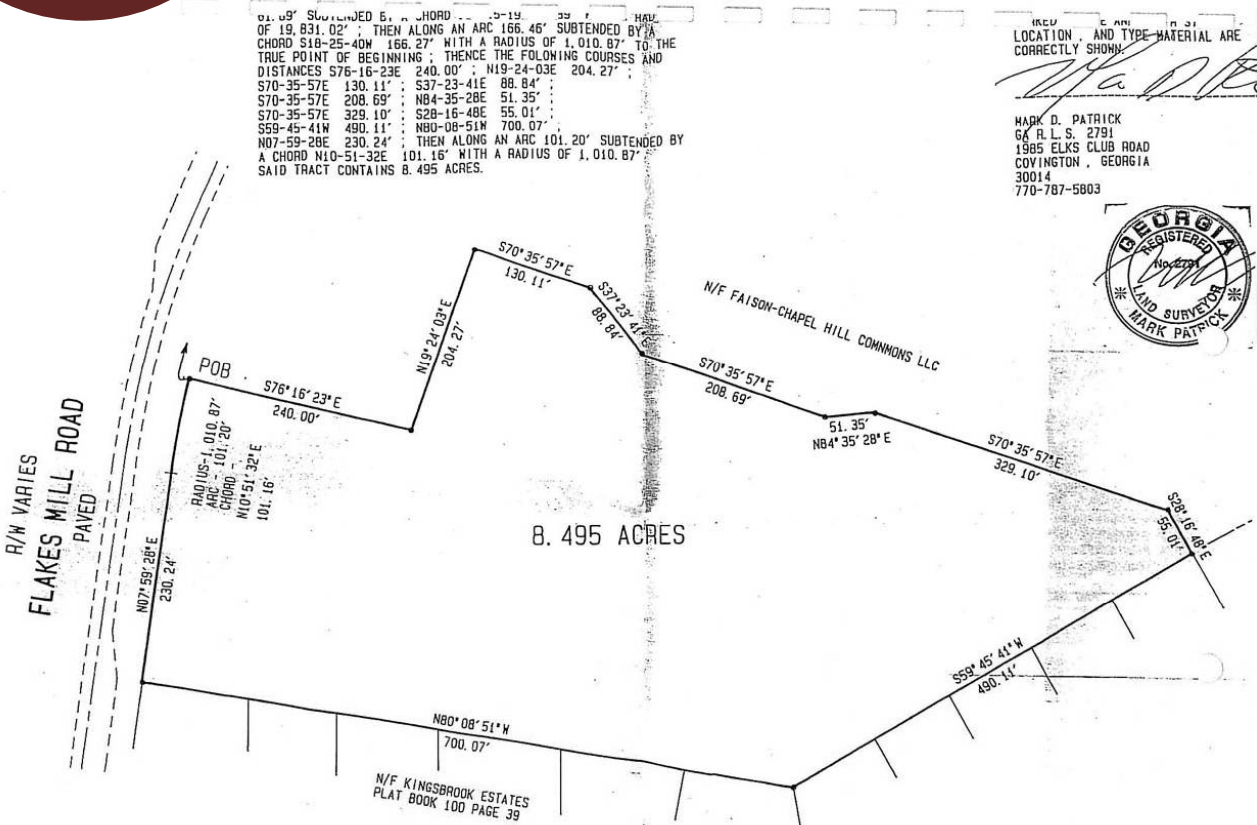 SUBTENDED BY A CHORD
OF 19,831.02' ; THEN ALONG AN ARC 166.46' SUBTENDED BY A
CHORD S18-25-40W 166.27' WITH A RADIUS OF 1,010.87' TO THE
TRUE POINT OF BEGINNING ; THENCE THE FOLOWING COURSES AND
DISTANCES S76-16-23E 240.00' ; N19-24-03E 204.27' ;
S70-35-57E 130.11' ; S37-23-41E 88.84' ;
S70-35-57E 208.69' ; N84-35-28E 51.35' ;
S70-35-57E 329.10' ; S28-16-48E 55.01' ;
S59-45-41W 490.11' ; N80-08-51W 700.07' ;
N07-59-28E 230.24' ; THEN ALONG AN ARC 101.20' SUBTENDED BY
A CHORD N10-51-32E 101.16' WITH A RADIUS OF 1,010.87'
SAID TRACT CONTAINS 8.495 ACRES.
LOCATION , AND TYPE MATERIAL ARE
CORRECTLY SHOWN.
MARK D. PATRICK
GA R.L.S. 2791
1985 ELKS CLUB ROAD
COVINGTON , GEORGIA
30014
770-787-5803
GEORGIA
REGISTERED
No. 2791
LAND SURVEYOR
MARK PATRICK
S70°35'57"E
130.11'
S37°23'41"E
88.84'
N/F FAISON-CHAPEL HILL COMNMONS LLC
N19°24'03"E
204.27'
POB
S76°16'23"E
240.00'
S70°35'57"E
208.69'
51.35'
N84°35'28"E
S70°35'57"E
329.10'
S28°16'48"E
55.01'
RADIUS-1,010.87'
ARC - 101.20'
CHORD -
N10°51'32"E
101.16'
R/W VARIES
FLAKES MILL ROAD
PAVED
N07°59'28"E
230.24'
8.495 ACRES
S59°45'41"W
490.11'
N80°08'51"W
700.07'
N/F KINGSBROOK ESTATES
PLAT BOOK 100 PAGE 39